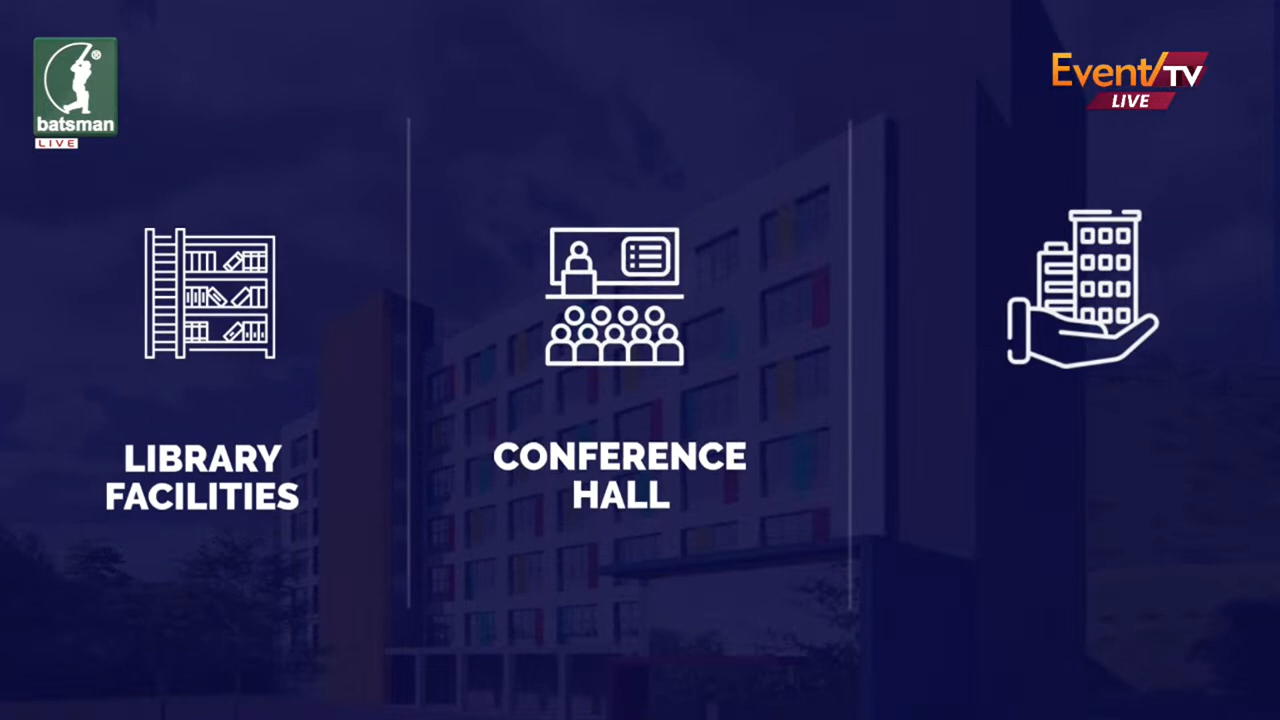 batsman
LIVE
Event/TV
LIVE
LIBRARY
FACILITIES
CONFERENCE
HALL